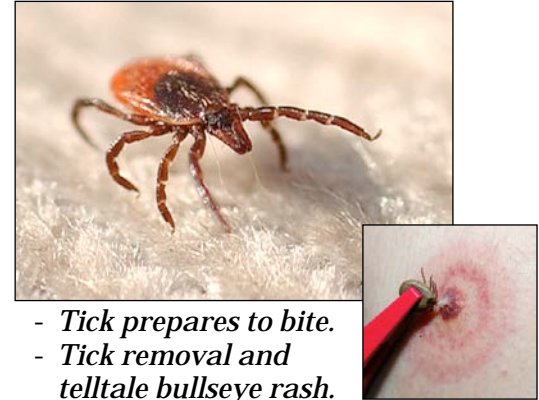 - Tick prepares to bite.
- Tick removal and
telltale bullseye rash.